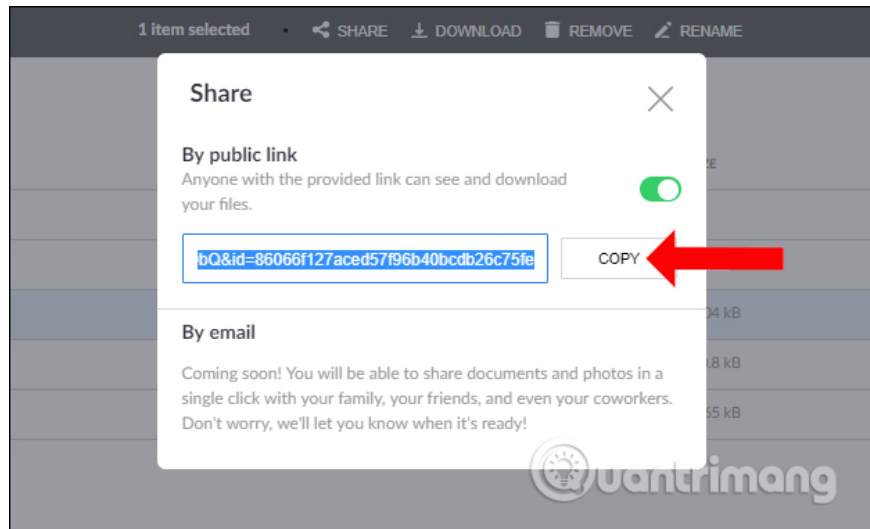 1 item selected SHARE DOWNLOAD REMOVE RENAME
Share
By public link
Anyone with the provided link can see and download
your files.
bQ&id=86066f127aced57f96b40bcdb26c75fe COPY
By email
Coming soon! You will be able to share documents and photos in a
single click with your family, your friends, and even your coworkers.
Don't worry, we'll let you know when it's ready!
Quantrimang